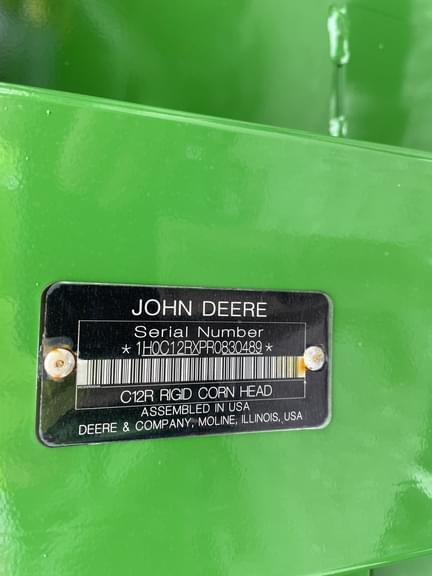 JOHN DEERE
Serial Number
*1H0C12RXPR0830489*
C12R RIGID CORN HEAD
ASSEMBLED IN USA
DEERE & COMPANY, MOLINE, ILLINOIS, USA